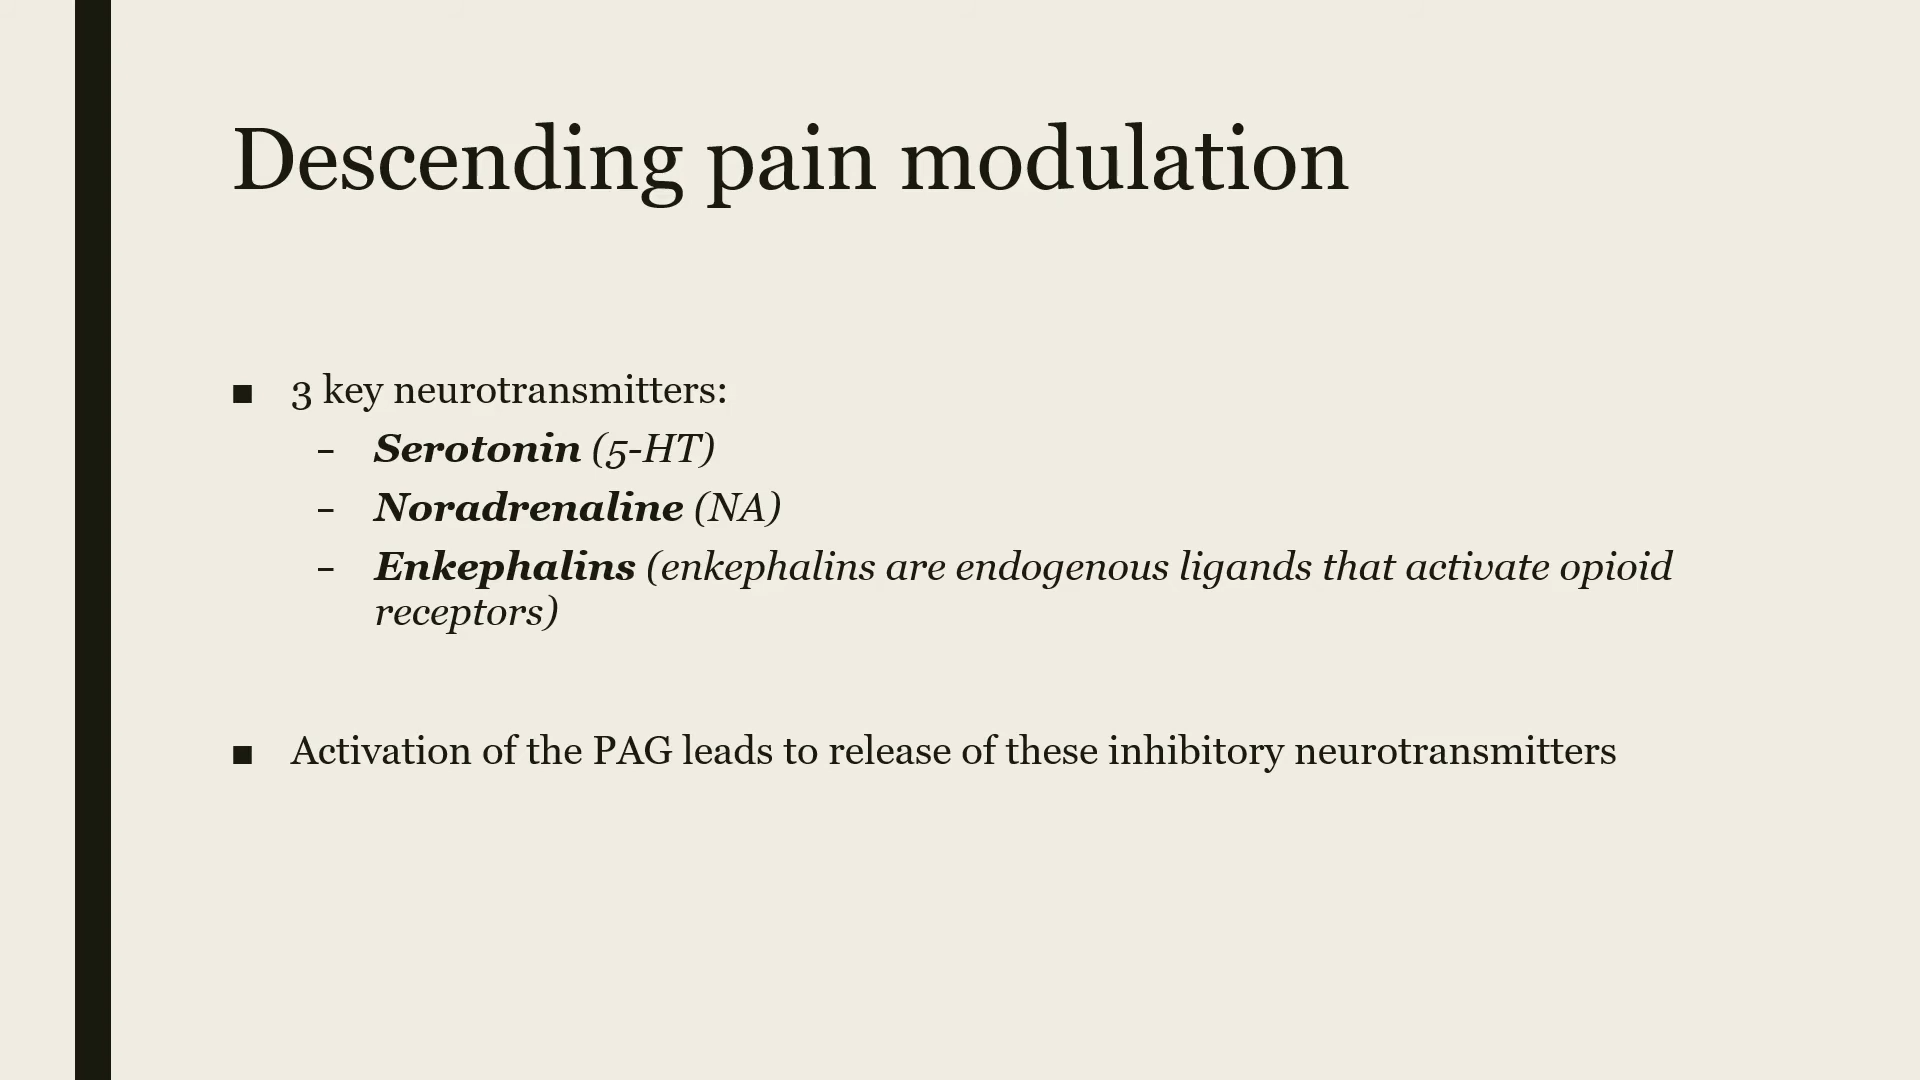 Descending pain modulation
■ 3 key neurotransmitters:
– Serotonin (5-HT)
– Noradrenaline (NA)
– Enkephalins (enkephalins are endogenous ligands that activate opioid
receptors)
■ Activation of the PAG leads to release of these inhibitory neurotransmitters